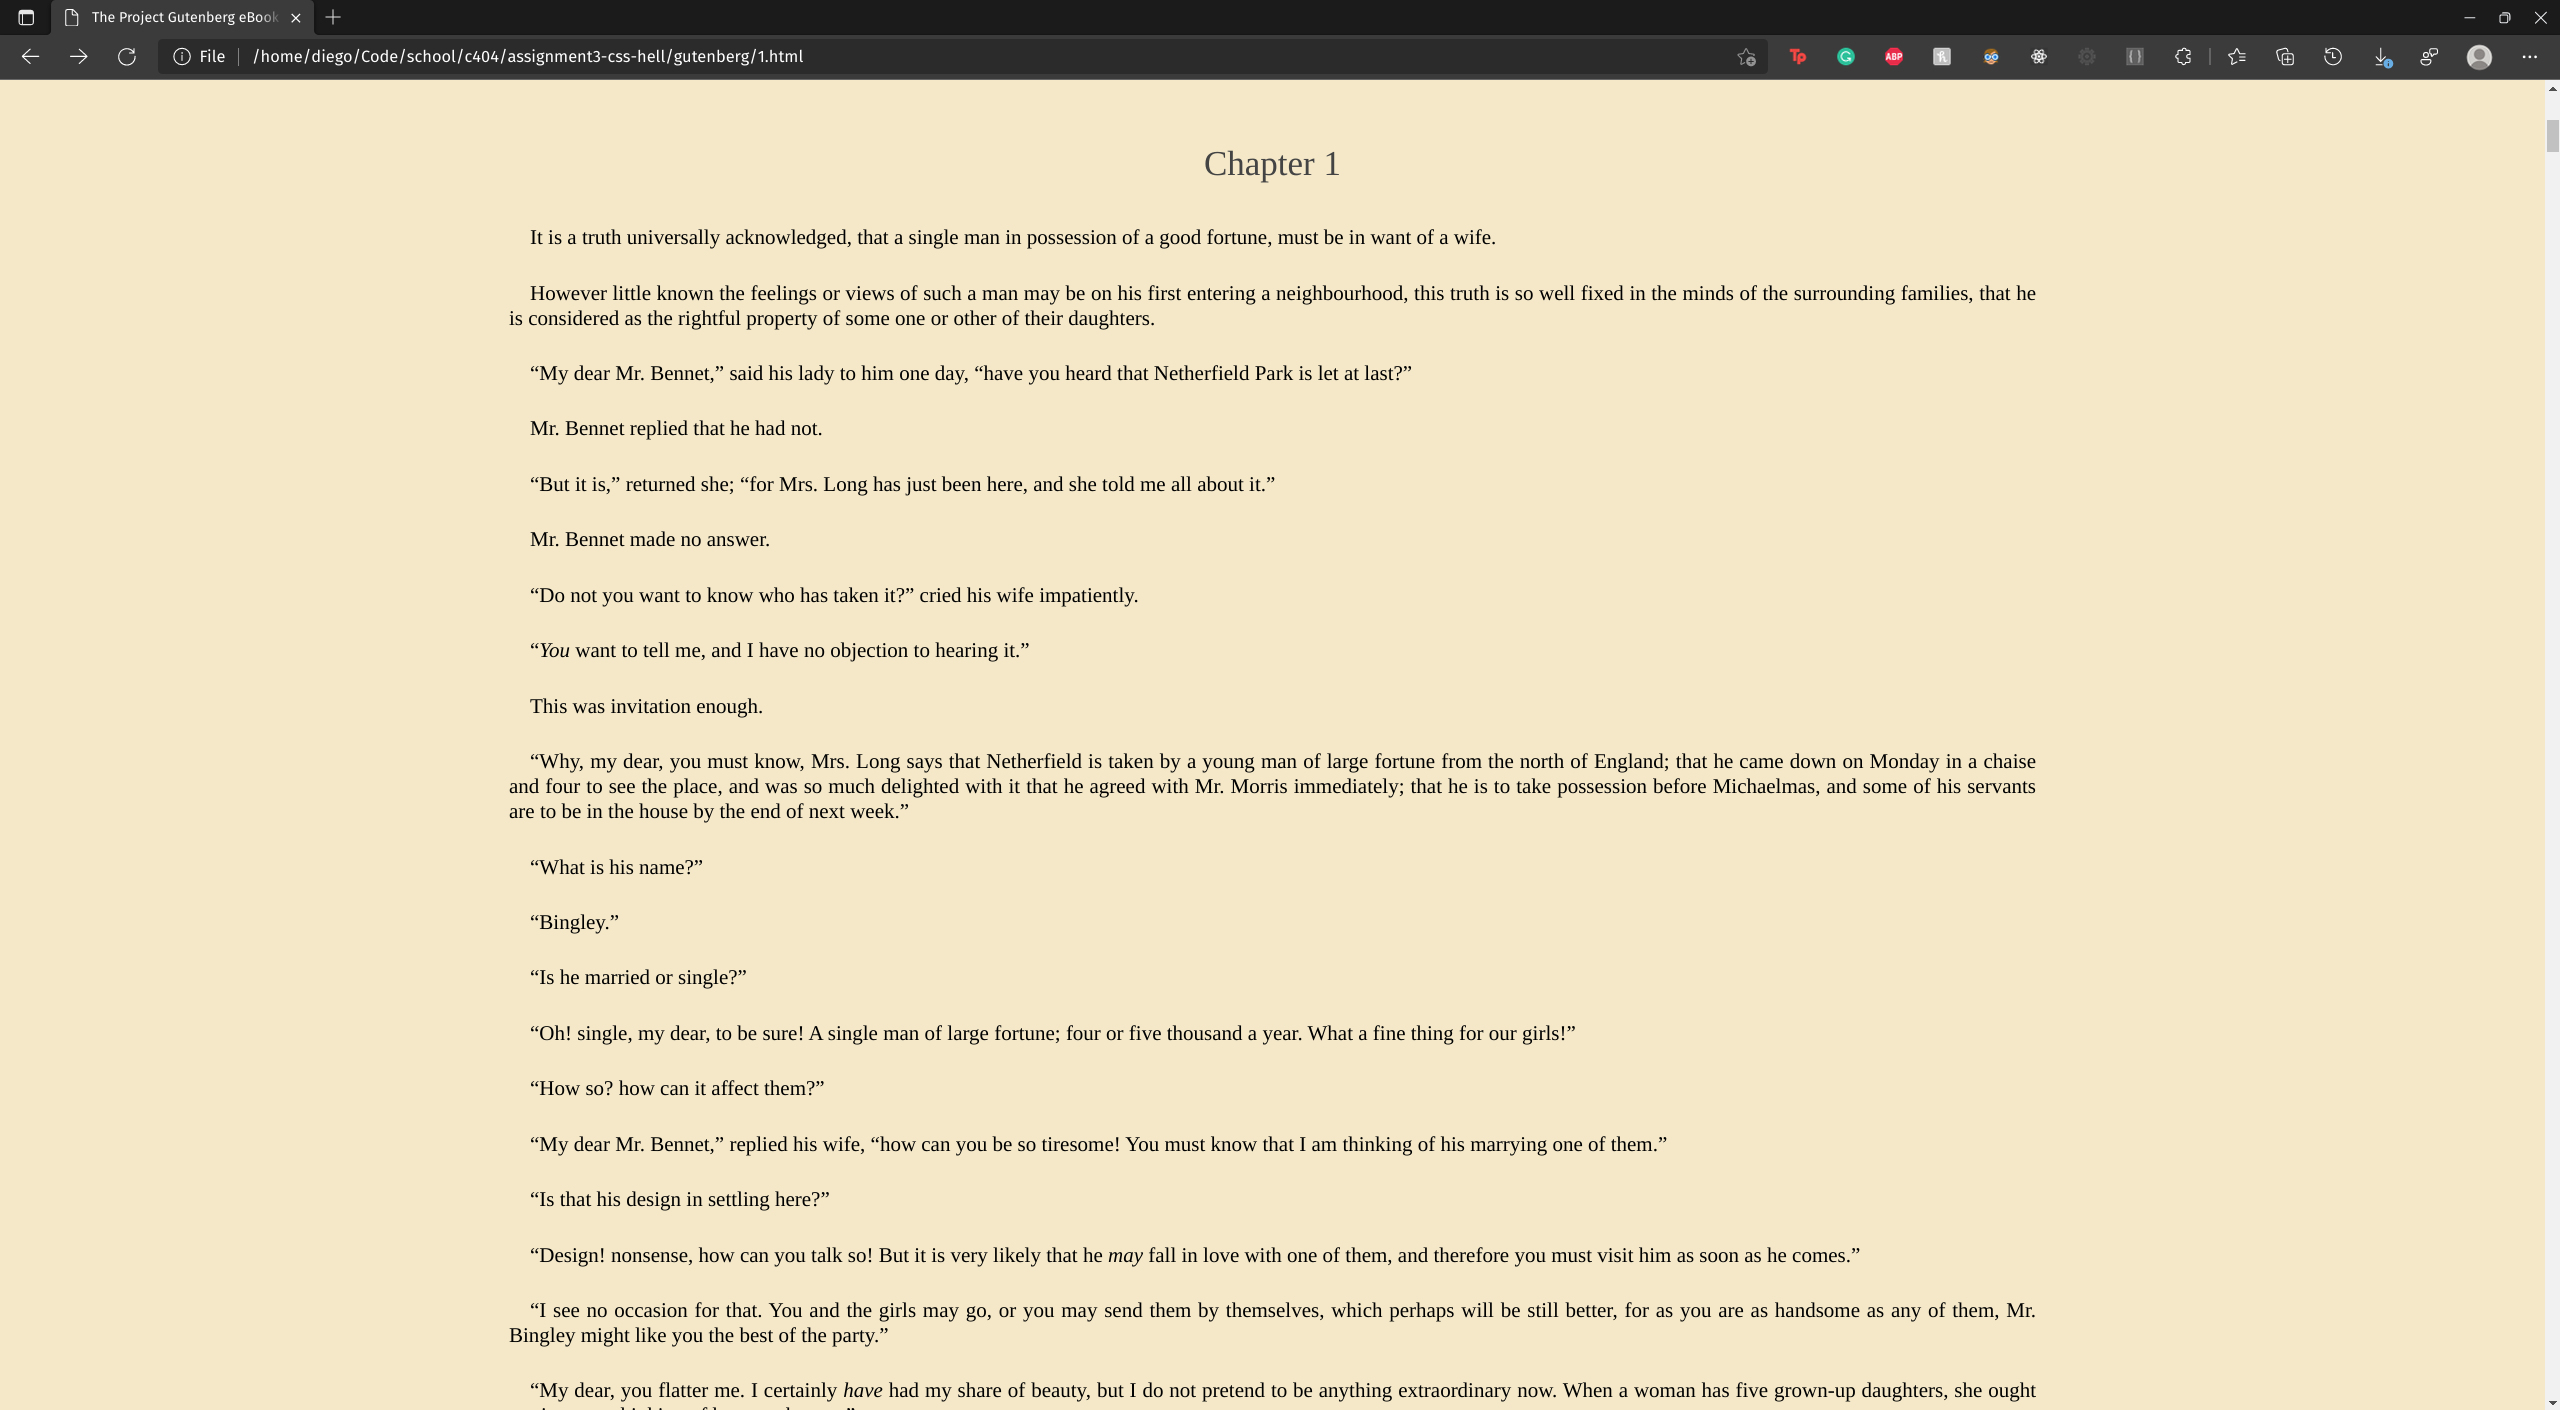 The Project Gutenberg eBook
File
/home/diego/Code/school/c404/assignment3-css-hell/gutenberg/1.html
Tp
ABP
Chapter 1
It is a truth universally acknowledged, that a single man in possession of a good fortune, must be in want of a wife.
However little known the feelings or views of such a man may be on his first entering a neighbourhood, this truth is so well fixed in the minds of the surrounding families, that he
is considered as the rightful property of some one or other of their daughters.
“My dear Mr. Bennet,” said his lady to him one day, “have you heard that Netherfield Park is let at last?”
Mr. Bennet replied that he had not.
“But it is,” returned she; “for Mrs. Long has just been here, and she told me all about it.”
Mr. Bennet made no answer.
“Do not you want to know who has taken it?” cried his wife impatiently.
“You want to tell me, and I have no objection to hearing it.”
This was invitation enough.
“Why, my dear, you must know, Mrs. Long says that Netherfield is taken by a young man of large fortune from the north of England; that he came down on Monday in a chaise
and four to see the place, and was so much delighted with it that he agreed with Mr. Morris immediately; that he is to take possession before Michaelmas, and some of his servants
are to be in the house by the end of next week.”
“What is his name?”
“Bingley.”
“Is he married or single?”
“Oh! single, my dear, to be sure! A single man of large fortune; four or five thousand a year. What a fine thing for our girls!”
“How so? how can it affect them?”
“My dear Mr. Bennet,” replied his wife, “how can you be so tiresome! You must know that I am thinking of his marrying one of them.”
“Is that his design in settling here?”
“Design! nonsense, how can you talk so! But it is very likely that he may fall in love with one of them, and therefore you must visit him as soon as he comes.”
“I see no occasion for that. You and the girls may go, or you may send them by themselves, which perhaps will be still better, for as you are as handsome as any of them, Mr.
Bingley might like you the best of the party.”
“My dear, you flatter me. I certainly have had my share of beauty, but I do not pretend to be anything extraordinary now. When a woman has five grown-up daughters, she ought